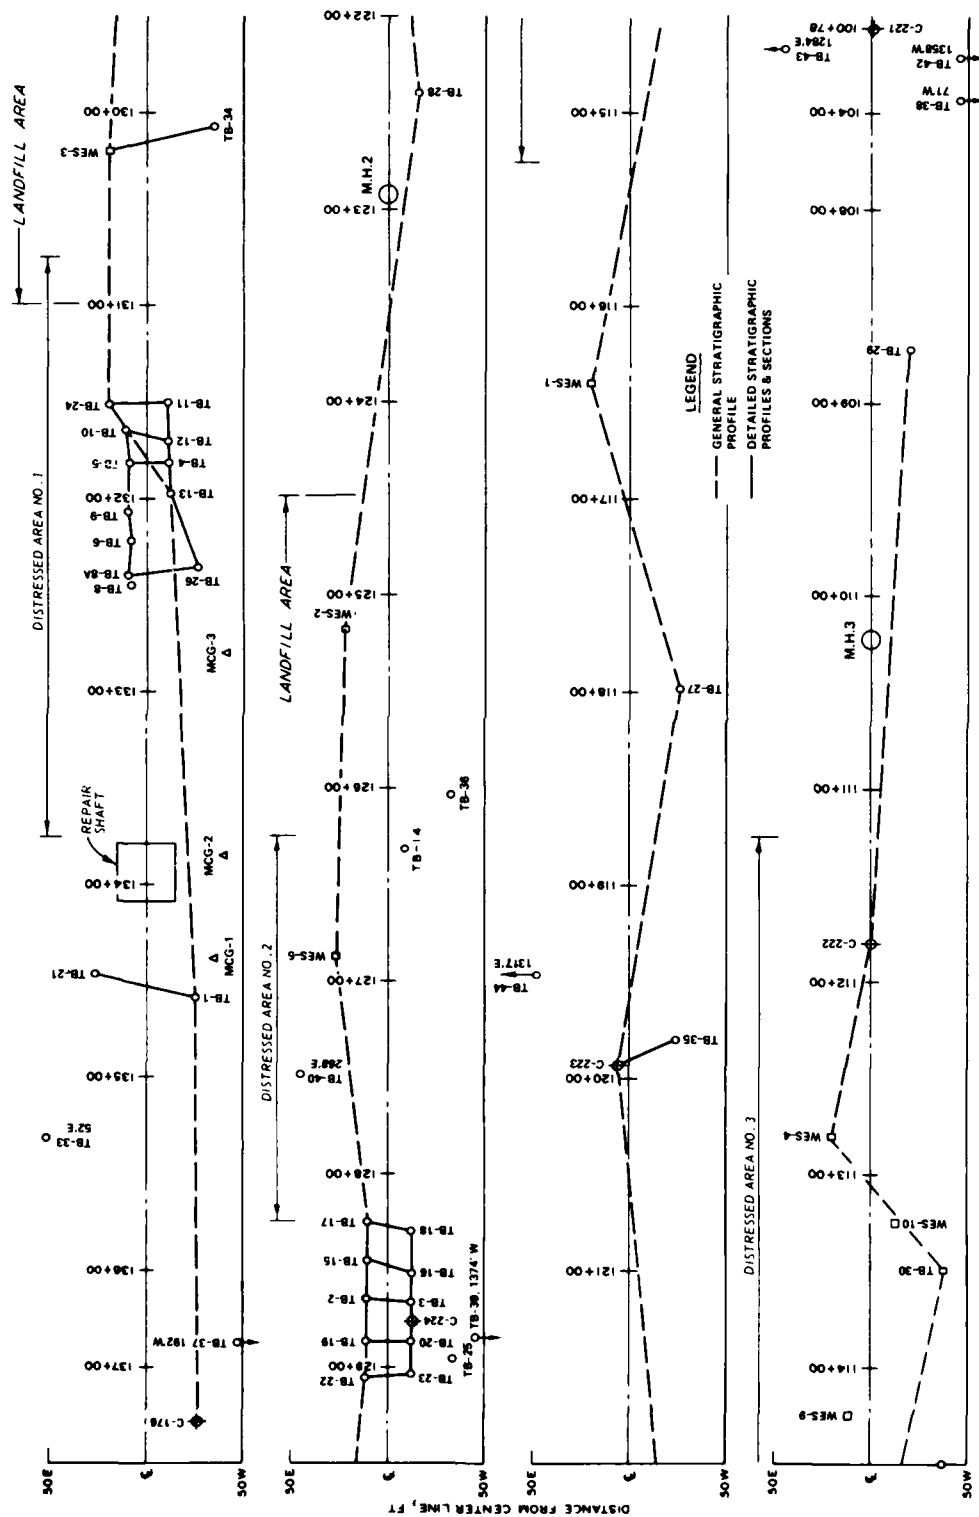 50E
℄
50W
137+00
136+00
135+00
134+00
133+00
132+00
131+00
130+00
C-176
TB-37 192'W
TB-33
52'E
TB-21
TB-1
MCG-1
MCG-2
MCG-3
REPAIR
SHAFT
DISTRESSED AREA NO. 1
LANDFILL AREA
TB-8
TB-8A
TB-6
TB-9
TB-26
TB-13
TB-4
TB-12
TB-11
TB-10
TB-24
WES-3
TB-34
50E
℄
50W
129+00
128+00
127+00
126+00
125+00
124+00
123+00
122+00
TB-22
TB-19
TB-2
TB-15
TB-17
TB-23
TB-20
C-224
TB-3
TB-16
TB-18
TB-25
TB-39, 1374' W
TB-40
268'E
DISTRESSED AREA NO. 2
TB-14
TB-36
WES-2
LANDFILL AREA
M.H.2
TB-28
DISTANCE FROM CENTER LINE, FT
50E
℄
50W
121+00
120+00
119+00
118+00
117+00
116+00
115+00
C-223
TB-35
TB-44
1317'E
TB-27
WES-1
LEGEND
GENERAL STRATIGRAPHIC
PROFILE
DETAILED STRATIGRAPHIC
PROFILES & SECTIONS
50E
℄
50W
114+00
113+00
112+00
111+00
110+00
109+00
108+00
104+00
100+78
WES-9
TB-30
WES-10
WES-4
DISTRESSED AREA NO. 3
C-222
M.H.3
TB-29
TB-38
71'W
TB-42
1358'W
TB-43
1284'E
C-221